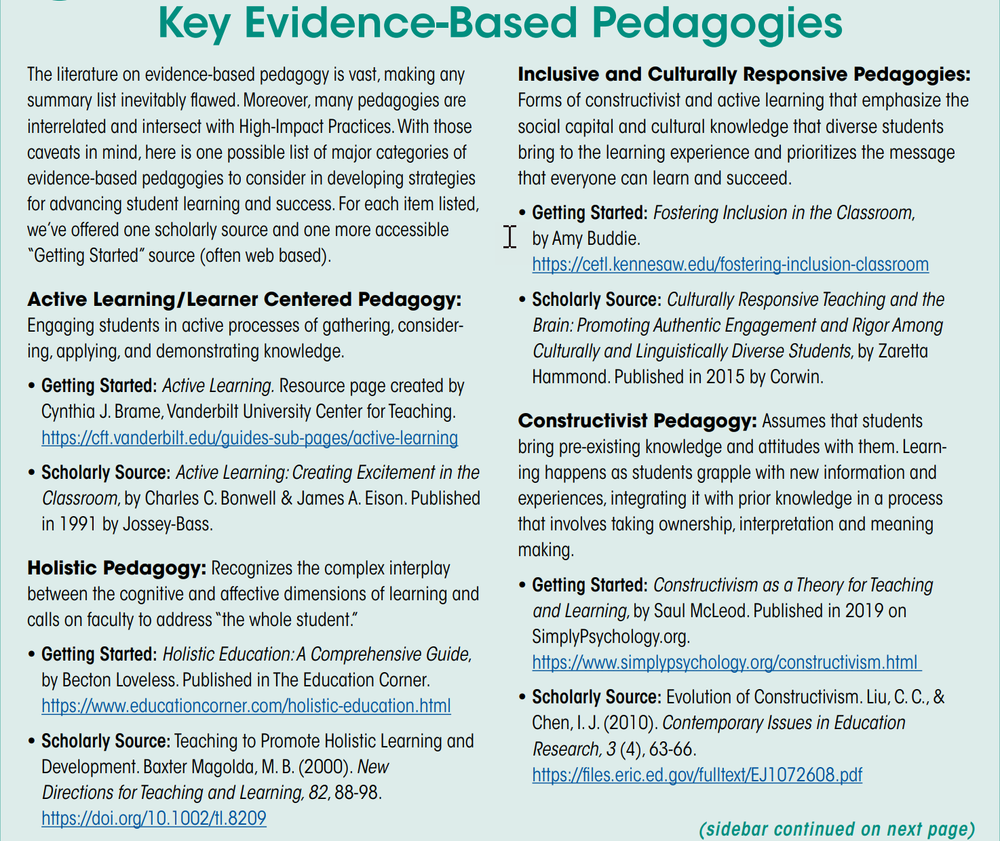 Key Evidence-Based Pedagogies
The literature on evidence-based pedagogy is vast, making any
summary list inevitably flawed. Moreover, many pedagogies are
interrelated and intersect with High-Impact Practices. With those
caveats in mind, here is one possible list of major categories of
evidence-based pedagogies to consider in developing strategies
for advancing student learning and success. For each item listed,
we've offered one scholarly source and one more accessible
“Getting Started” source (often web based).
Active Learning/Learner Centered Pedagogy:
Engaging students in active processes of gathering, consider-
ing, applying, and demonstrating knowledge.
• Getting Started: Active Learning. Resource page created by
Cynthia J. Brame, Vanderbilt University Center for Teaching.
https://cft.vanderbilt.edu/guides-sub-pages/active-learning
• Scholarly Source: Active Learning: Creating Excitement in the
Classroom, by Charles C. Bonwell & James A. Eison. Published
in 1991 by Jossey-Bass.
Holistic Pedagogy: Recognizes the complex interplay
between the cognitive and affective dimensions of learning and
calls on faculty to address “the whole student.”
• Getting Started: Holistic Education: A Comprehensive Guide,
by Becton Loveless. Published in The Education Corner.
https://www.educationcorner.com/holistic-education.html
• Scholarly Source: Teaching to Promote Holistic Learning and
Development. Baxter Magolda, M. B. (2000). New
Directions for Teaching and Learning, 82, 88-98.
https://doi.org/10.1002/tl.8209
Inclusive and Culturally Responsive Pedagogies:
Forms of constructivist and active learning that emphasize the
social capital and cultural knowledge that diverse students
bring to the learning experience and prioritizes the message
that everyone can learn and succeed.
• Getting Started: Fostering Inclusion in the Classroom,
by Amy Buddie.
https://cetl.kennesaw.edu/fostering-inclusion-classroom
• Scholarly Source: Culturally Responsive Teaching and the
Brain: Promoting Authentic Engagement and Rigor Among
Culturally and Linguistically Diverse Students, by Zaretta
Hammond. Published in 2015 by Corwin.
Constructivist Pedagogy: Assumes that students
bring pre-existing knowledge and attitudes with them. Learn-
ing happens as students grapple with new information and
experiences, integrating it with prior knowledge in a process
that involves taking ownership, interpretation and meaning
making.
• Getting Started: Constructivism as a Theory for Teaching
and Learning, by Saul McLeod. Published in 2019 on
SimplyPsychology.org.
https://www.simplypsychology.org/constructivism.html
• Scholarly Source: Evolution of Constructivism. Liu, C. C., &
Chen, I. J. (2010). Contemporary Issues in Education
Research, 3 (4), 63-66.
https://files.eric.ed.gov/fulltext/EJ1072608.pdf
(sidebar continued on next page)